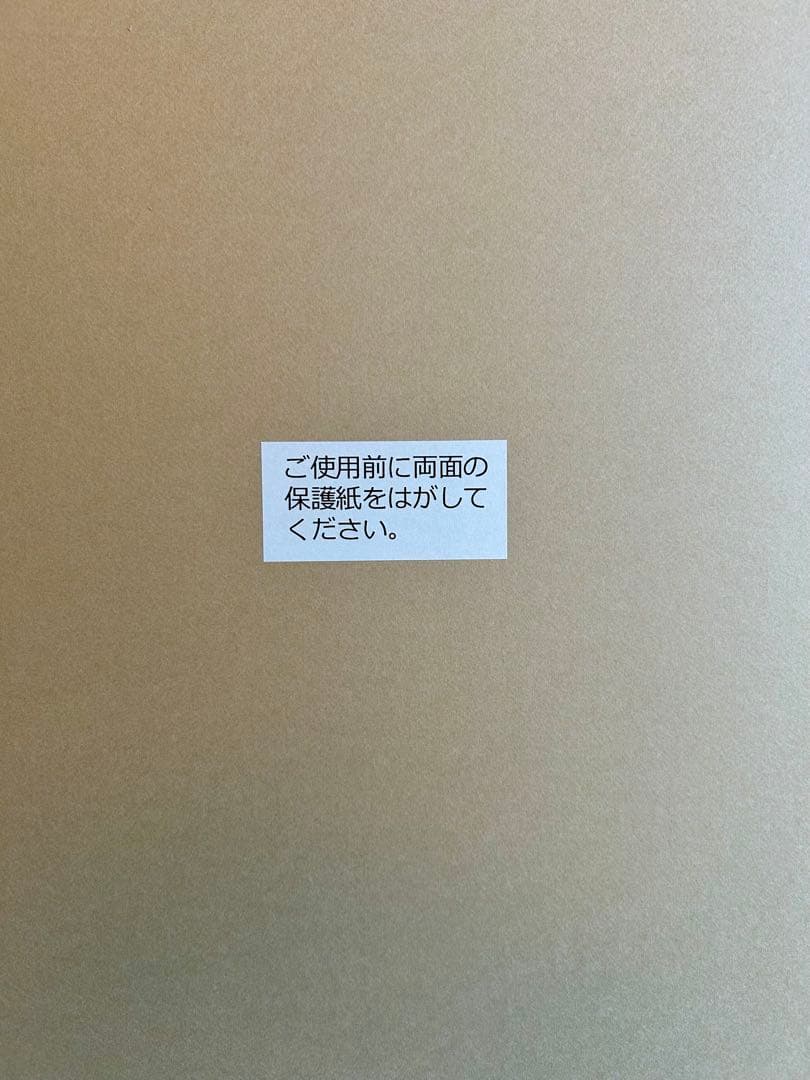 ご使用前に両面の
保護紙をはがして
ください。